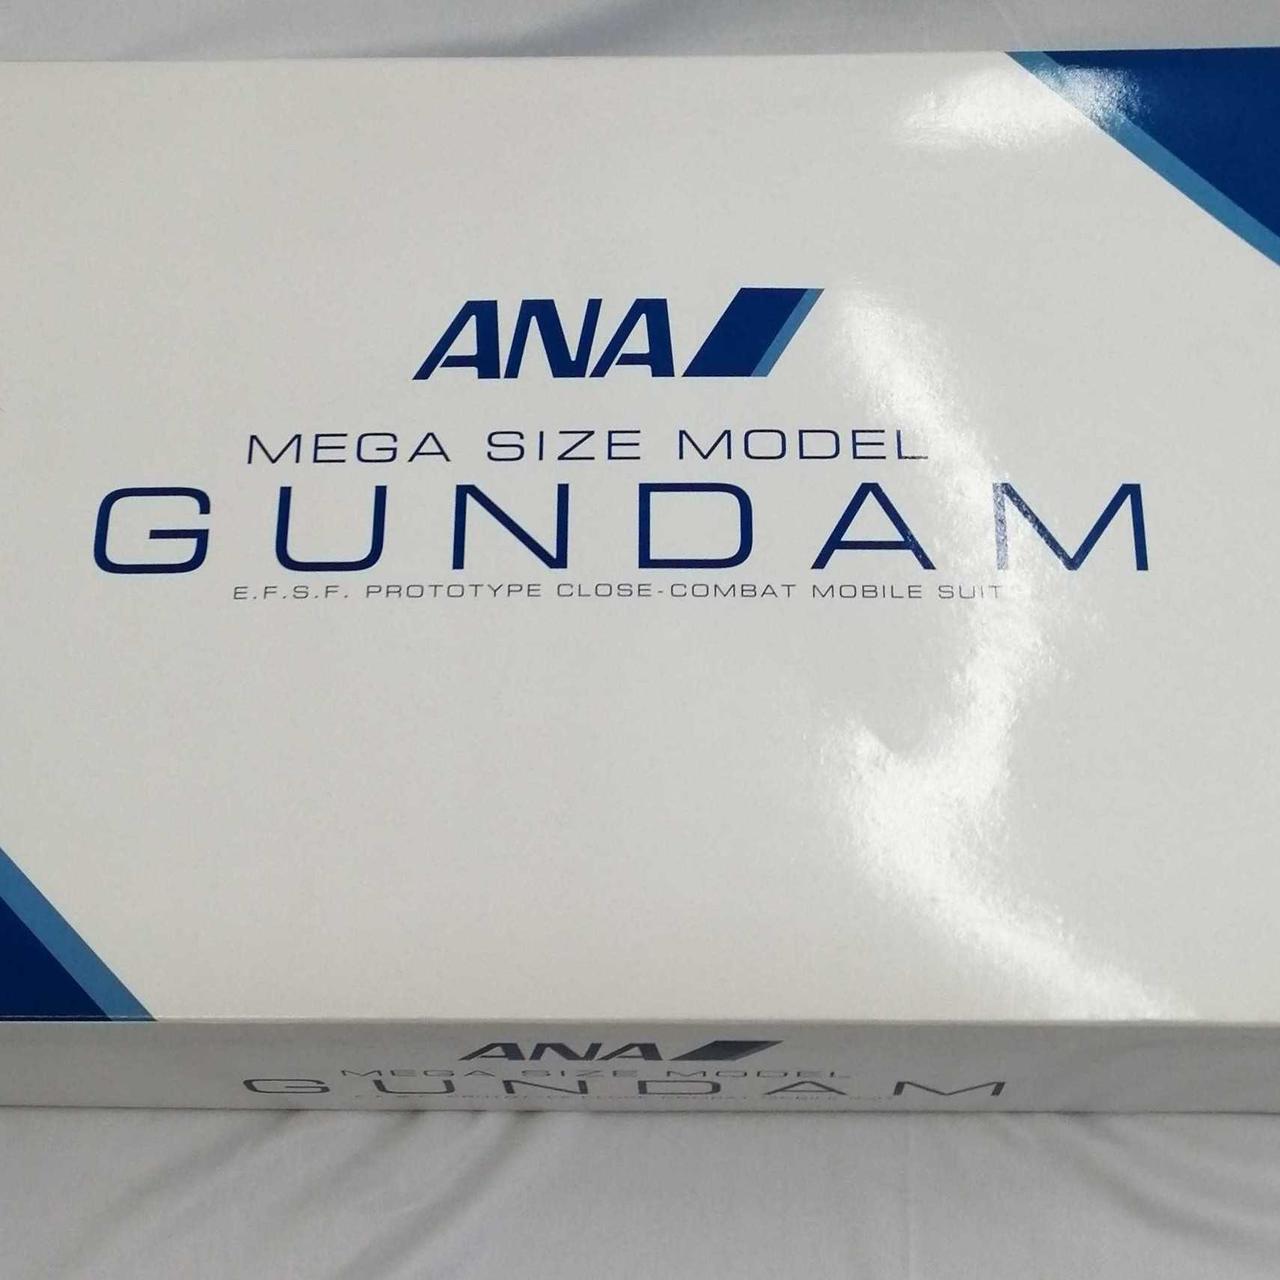 ANA
MEGA SIZE MODEL
GUNDAM
E.F.S.F. PROTOTYPE CLOSE-COMBAT MOBILE SUIT
ANA
MEGA SIZE MODEL
GUNDAM